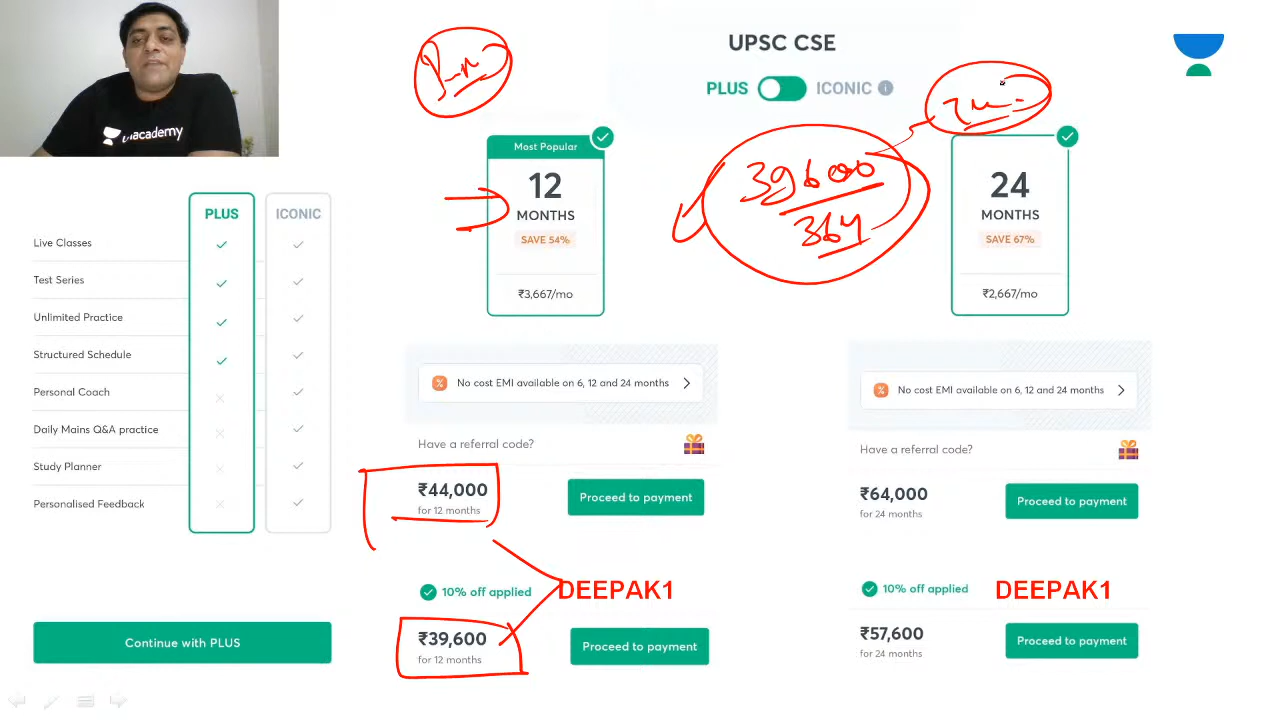 unacademy
UPSC CSE
PLUS ICONIC
PLUS ICONIC
Live Classes
Test Series
Unlimited Practice
Structured Schedule
Personal Coach
Daily Mains Q&A practice
Study Planner
Personalised Feedback
Continue with PLUS
Most Popular
12
MONTHS
SAVE 54%
₹3,667/mo
39600
364
24
MONTHS
SAVE 67%
₹2,667/mo
No cost EMI available on 6, 12 and 24 months
Have a referral code?
₹44,000
for 12 months
Proceed to payment
10% off applied
DEEPAK1
₹39,600
for 12 months
Proceed to payment
No cost EMI available on 6, 12 and 24 months
Have a referral code?
₹64,000
for 24 months
Proceed to payment
10% off applied
DEEPAK1
₹57,600
for 24 months
Proceed to payment